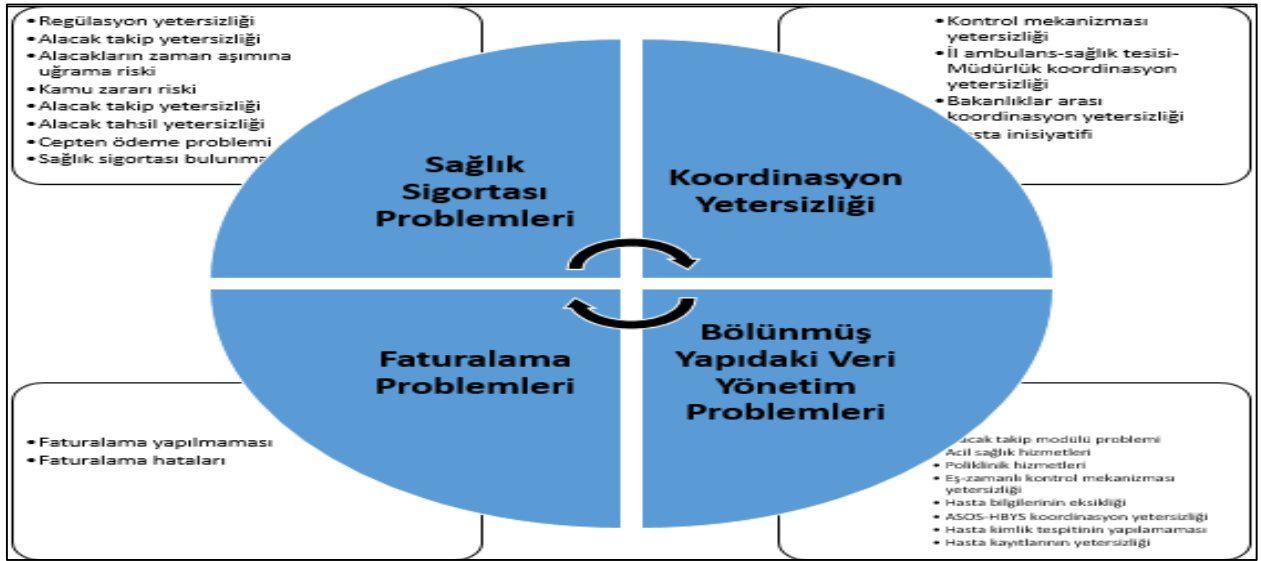 •Regülasyon yetersizliği
•Alacak takip yetersizliği
•Alacakların zaman aşımına
uğrama riski
•Kamu zararı riski
•Alacak takip yetersizliği
•Alacak tahsil yetersizliği
•Cepten ödeme problemi
•Sağlık sigortası
•Kontrol mekanizması
yetersizliği
•İl ambulans-sağlık tesisi-
Müdürlük koordinasyon
yetersizliği
•Bakanlıklar arası
koordinasyon yetersizliği
inisiyatifi
Sağlık
Sigortası
Problemleri
Koordinasyon
Yetersizliği
Faturalama
Problemleri
Bölünmüş
Yapıdaki Veri
Yönetim
Problemleri
•Faturalama yapılmaması
•Faturalama hataları
takip modülü problemi
Acil sağlık hizmetleri
•Poliklinik hizmetleri
•Eş-zamanlı kontrol mekanizması
yetersizliği
•Hasta bilgilerinin eksikliği
•ASOS-HBYS koordinasyon yetersizliği
•Hasta kimlik tespitinin yapılamaması
•Hasta kayıtlarının yetersizliği